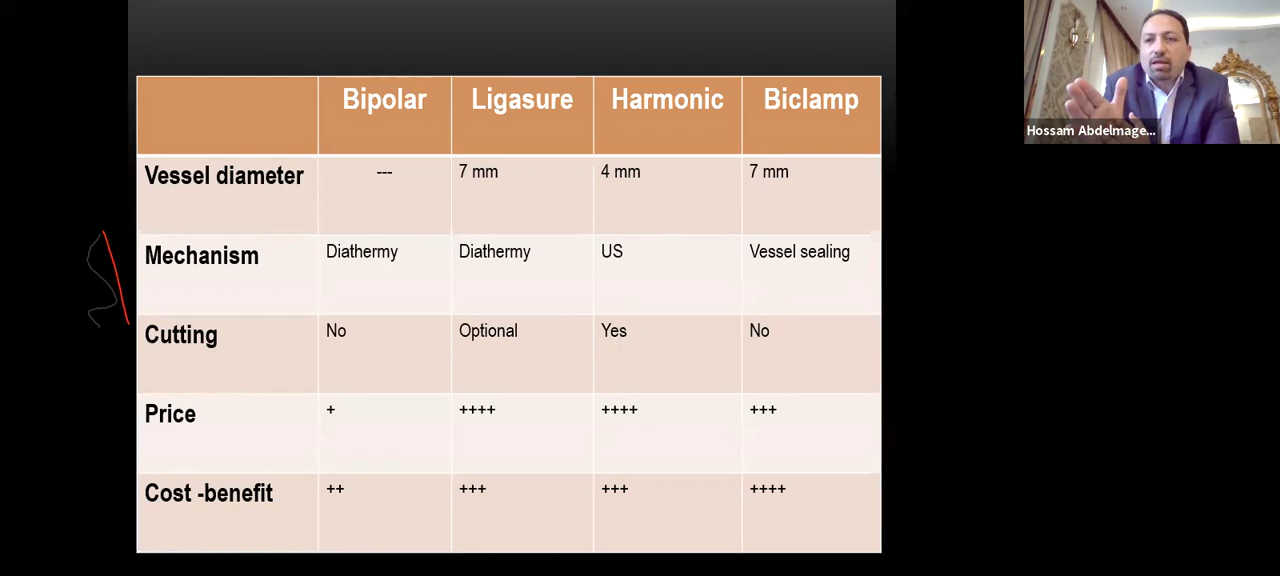 Bipolar Ligasure Harmonic Biclamp
Vessel diameter --- 7 mm 4 mm 7 mm
Mechanism Diathermy Diathermy US Vessel sealing
Cutting No Optional Yes No
Price + ++++ ++++ +++
Cost -benefit ++ +++ +++ ++++
Hossam Abdelmage...